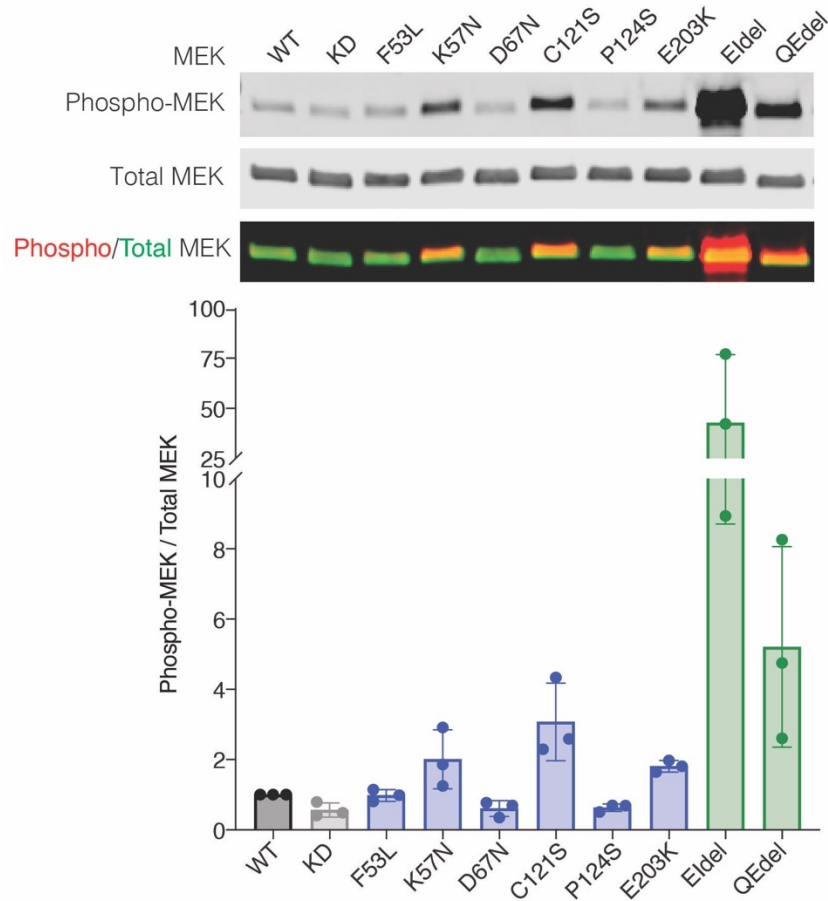 MEK WT KD F53L K57N D67N C121S P124S E203K EIdel QEdel
Phospho-MEK
Total MEK
Phospho/Total MEK
Phospho-MEK / Total MEK
100
75
50
25
10
8
6
4
2
0
WT KD F53L K57N D67N C121S P124S E203K EIdel QEdel